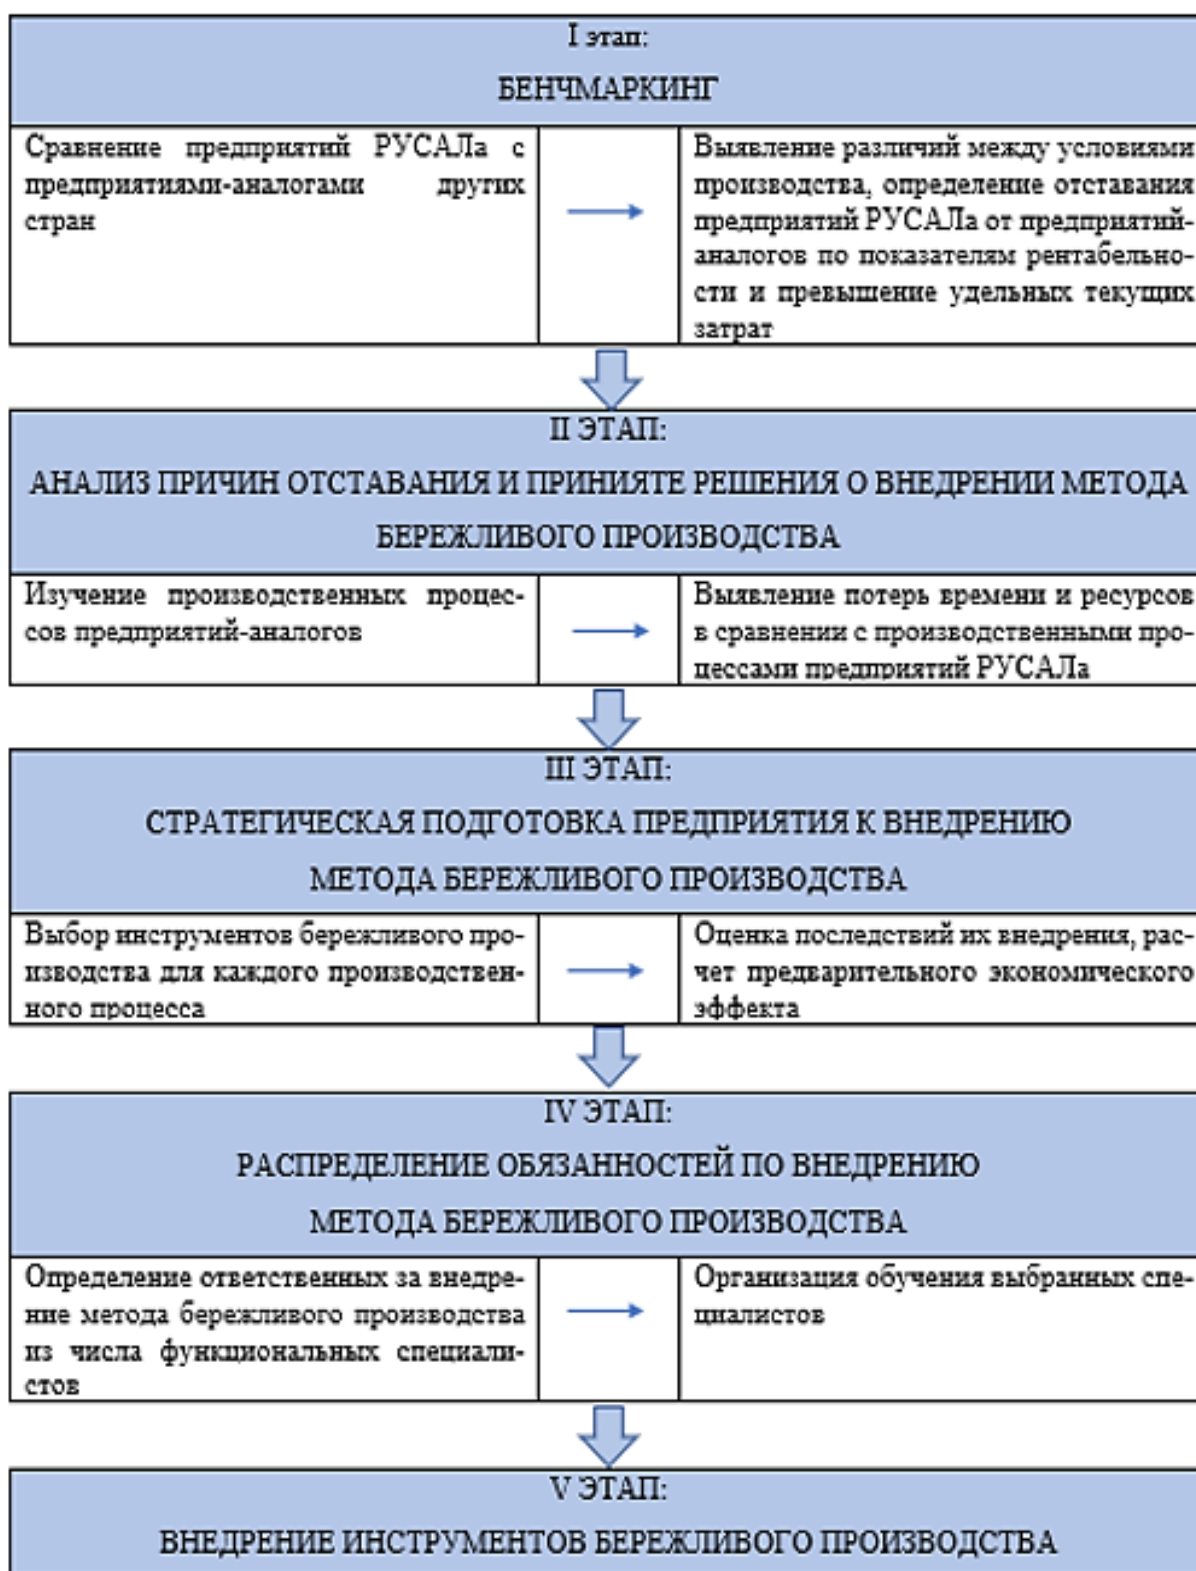 I этап:
БЕНЧМАРКИНГ
Сравнение предприятий РУСАЛа с
предприятиями-аналогами других
стран
Выявление различий между условиями
производства, определение отставания
предприятий РУСАЛа от предприятий-
аналогов по показателям рентабельно-
сти и превышение удельных текущих
затрат
II ЭТАП:
АНАЛИЗ ПРИЧИН ОТСТАВАНИЯ И ПРИНИЯТЕ РЕШЕНИЯ О ВНЕДРЕНИИ МЕТОДА
БЕРЕЖЛИВОГО ПРОИЗВОДСТВА
Изучение производственных процес-
сов предприятий-аналогов
Выявление потерь времени и ресурсов
в сравнении с производственными про-
цессами предприятий РУСАЛа
III ЭТАП:
СТРАТЕГИЧЕСКАЯ ПОДГОТОВКА ПРЕДПРИЯТИЯ К ВНЕДРЕНИЮ
МЕТОДА БЕРЕЖЛИВОГО ПРОИЗВОДСТВА
Выбор инструментов бережливого про-
изводства для каждого производствен-
ного процесса
Оценка последствий их внедрения, рас-
чет предварительного экономического
эффекта
IV ЭТАП:
РАСПРЕДЕЛЕНИЕ ОБЯЗАННОСТЕЙ ПО ВНЕДРЕНИЮ
МЕТОДА БЕРЕЖЛИВОГО ПРОИЗВОДСТВА
Определение ответственных за внедре-
ние метода бережливого производства
из числа функциональных специали-
стов
Организация обучения выбранных спе-
циалистов
V ЭТАП:
ВНЕДРЕНИЕ ИНСТРУМЕНТОВ БЕРЕЖЛИВОГО ПРОИЗВОДСТВА